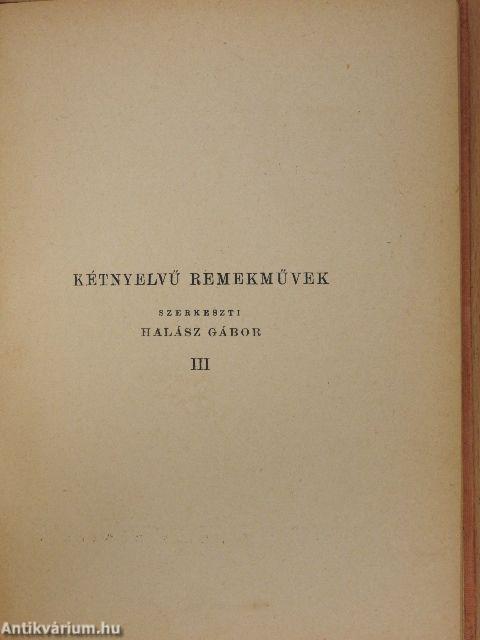 KÉTNYELVŰ REMEKMŰVEK
SZERKESZTI
HALÁSZ GÁBOR
III
Antikvárium.hu